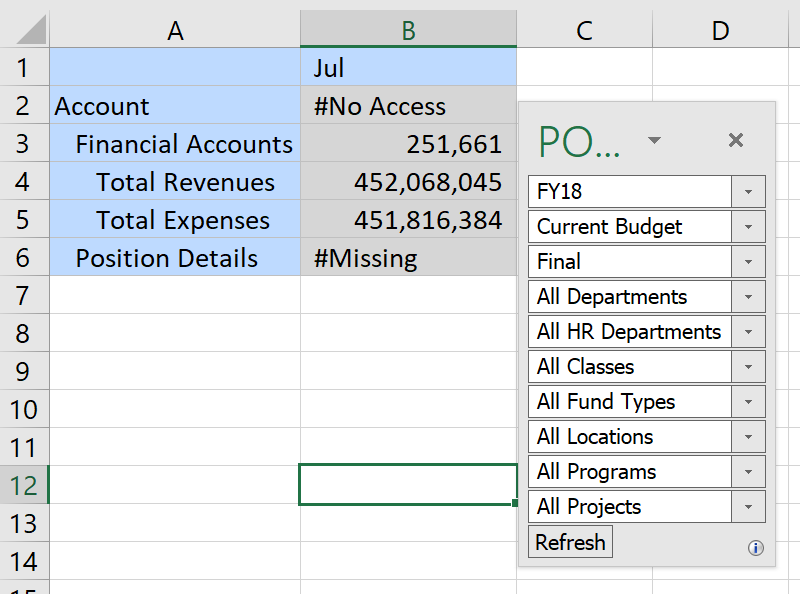 A B C D
1 Jul
2 Account #No Access
3 Financial Accounts 251,661
4 Total Revenues 452,068,045
5 Total Expenses 451,816,384
6 Position Details #Missing
7
8
9
10
11
12
13
14
15
PO...
FY18
Current Budget
Final
All Departments
All HR Departments
All Classes
All Fund Types
All Locations
All Programs
All Projects
Refresh